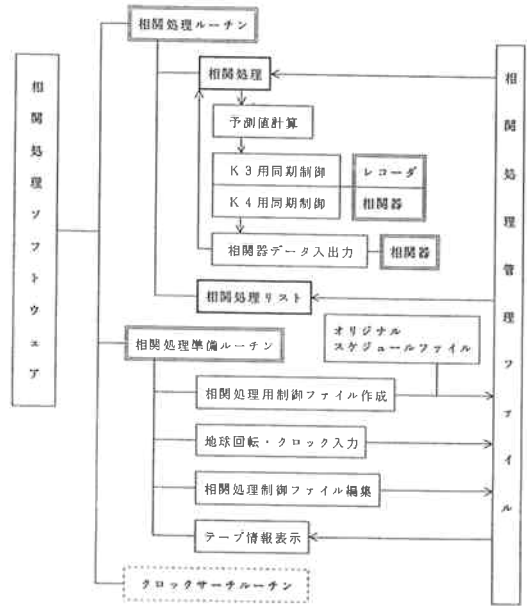 相関処理ソフトウェア
相関処理ルーチン
相関処理
予測値計算
K3用同期制御
レコーダ
K4用同期制御
相関器
相関器データ入出力
相関器
相関処理リスト
相関処理準備ルーチン
オリジナル
スケジュールファイル
相関処理用制御ファイル作成
地球回転・クロック入力
相関処理制御ファイル編集
テープ情報表示
クロックサーチルーチン
相関処理管理ファイル